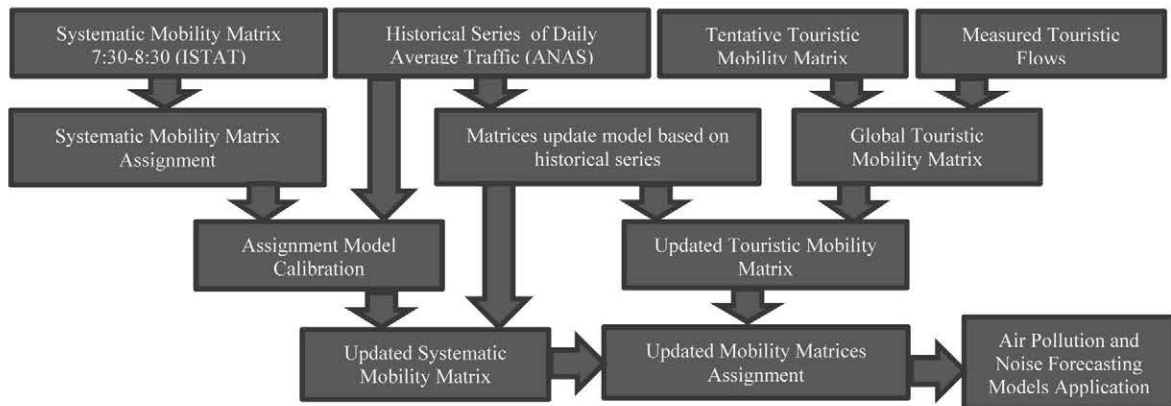 Systematic Mobility Matrix
7:30-8:30 (ISTAT)
Historical Series of Daily
Average Traffic (ANAS)
Tentative Touristic
Mobility Matrix
Measured Touristic
Flows
Systematic Mobility Matrix
Assignment
Matrices update model based on
historical series
Global Touristic
Mobility Matrix
Assignment Model
Calibration
Updated Touristic Mobility
Matrix
Updated Systematic
Mobility Matrix
Updated Mobility Matrices
Assignment
Air Pollution and
Noise Forecasting
Models Application